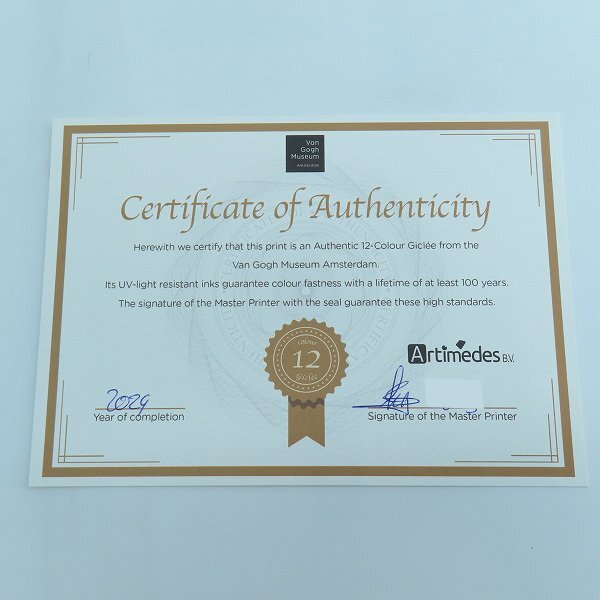 Van
Gogh
Museum
Amsterdam
Certificate of Authenticity
Herewith we certify that this print is an Authentic 12-Colour Giclée from the
Van Gogh Museum Amsterdam.
Its UV-light resistant inks guarantee colour fastness with a lifetime of at least 100 years.
The signature of the Master Printer with the seal guarantee these high standards.
colour
12
Giclée
Artimedes B.V.
2024
Year of completion
Signature of the Master Printer